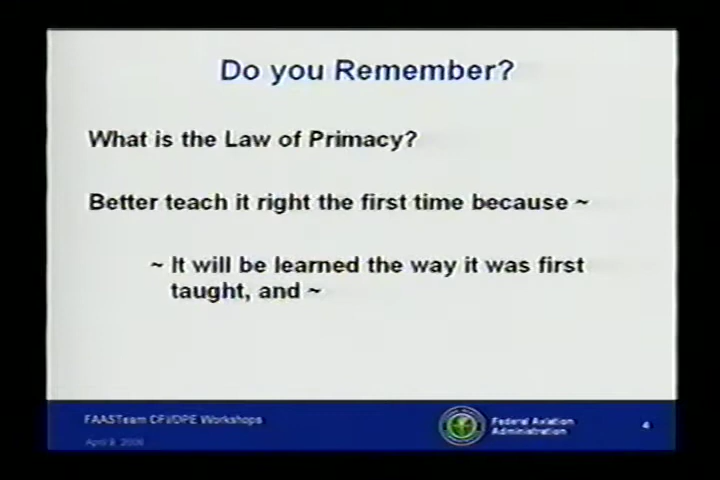 Do you Remember?
What is the Law of Primacy?
Better teach it right the first time because ~
~ It will be learned the way it was first
taught, and ~
FAASTeam CFI/DPE Workshops
Federal Aviation
Administration
4